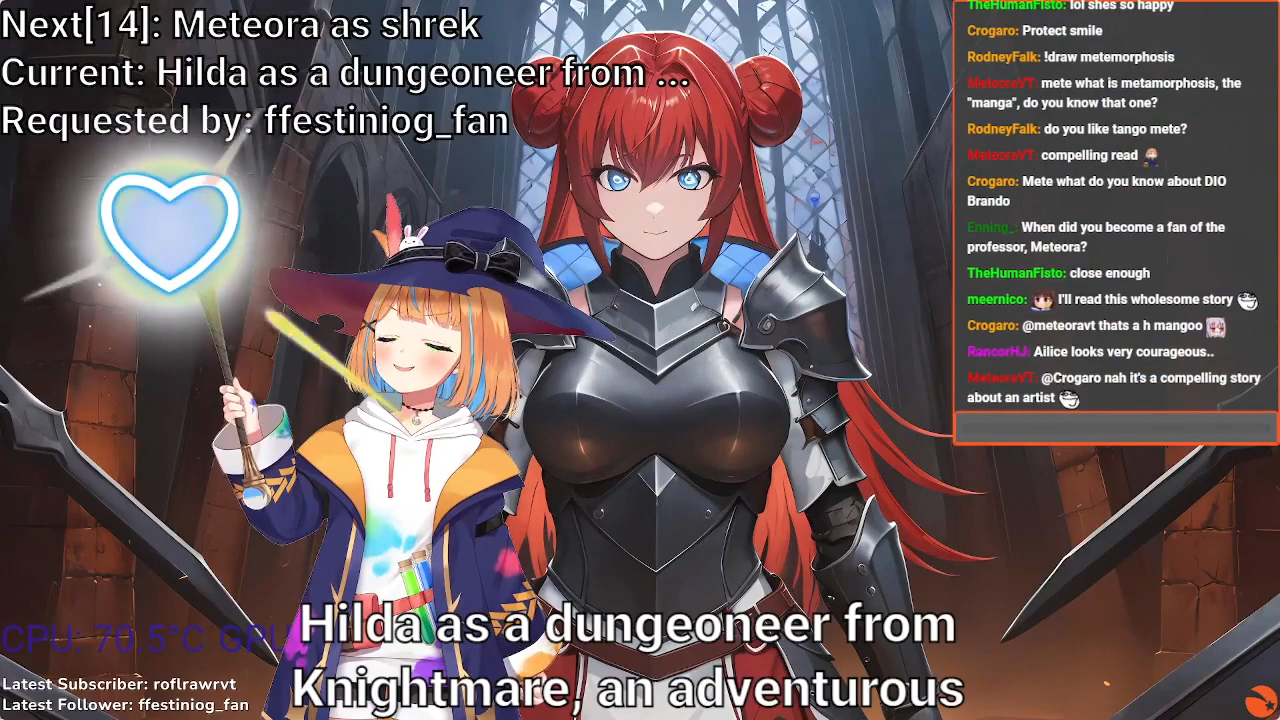 Next[14]: Meteora as shrek
Current: Hilda as a dungeoneer from ...
Requested by: ffestiniog_fan
TheHumanFisto: lol shes so happy
Crogaro: Protect smile
RodneyFalk: !draw metemorphosis
MeteoraVT: mete what is metamorphosis, the
"manga", do you know that one?
RodneyFalk: do you like tango mete?
MeteoraVT: compelling read
Crogaro: Mete what do you know about DIO
Brando
Enning_: When did you become a fan of the
professor, Meteora?
TheHumanFisto: close enough
meernico: I'll read this wholesome story
Crogaro: @meteoravt thats a h mangoo
RancorHJ: Ailice looks very courageous..
MeteoraVT: @Crogaro nah it's a compelling story
about an artist
Hilda as a dungeoneer from
Knightmare, an adventurous
CPU: 70.5°C GPU
Latest Subscriber: roflrawrvt
Latest Follower: ffestiniog_fan